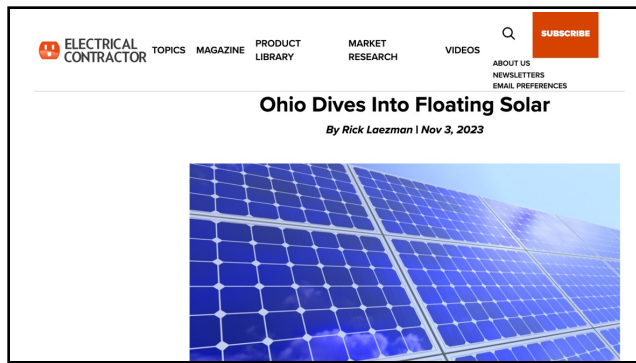 ELECTRICAL
CONTRACTOR
TOPICS
MAGAZINE
PRODUCT
LIBRARY
MARKET
RESEARCH
VIDEOS
SUBSCRIBE
ABOUT US
NEWSLETTERS
EMAIL PREFERENCES
Ohio Dives Into Floating Solar
By Rick Laezman | Nov 3, 2023